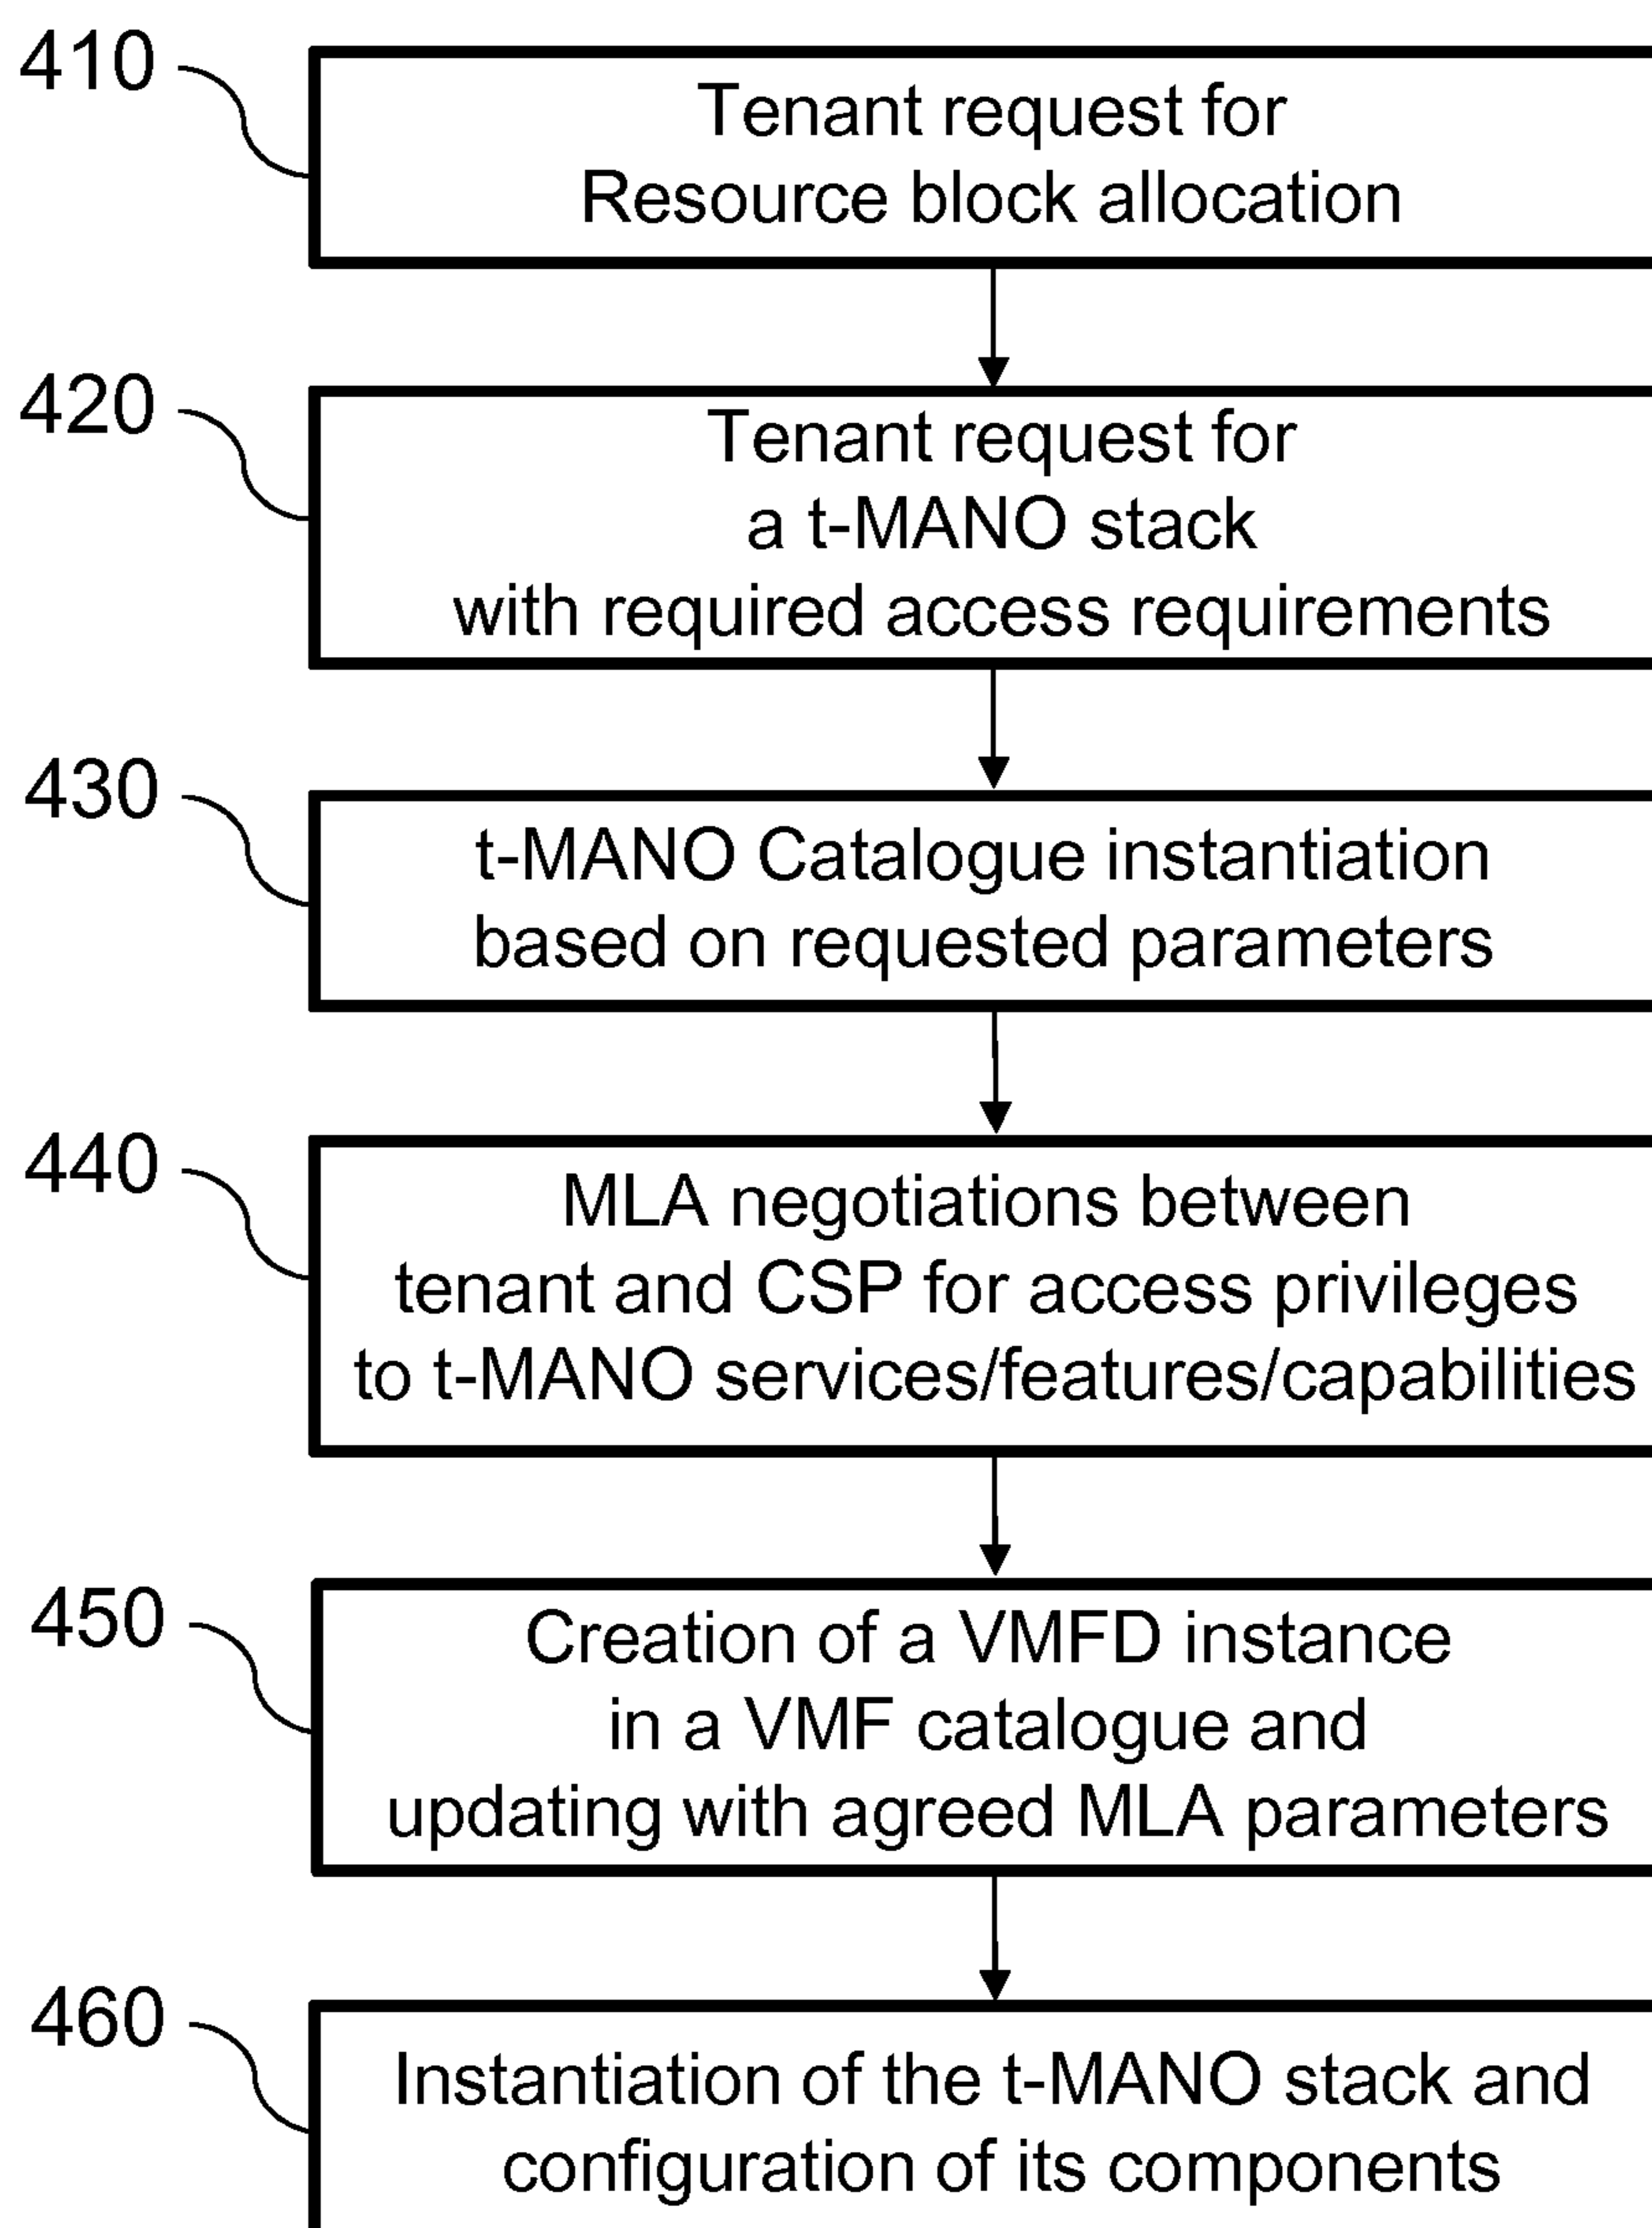 410
Tenant request for
Resource block allocation
420
Tenant request for
a t-MANO stack
with required access requirements
430
t-MANO Catalogue instantiation
based on requested parameters
440
MLA negotiations between
tenant and CSP for access privileges
to t-MANO services/features/capabilities
450
Creation of a VMFD instance
in a VMF catalogue and
updating with agreed MLA parameters
460
Instantiation of the t-MANO stack and
configuration of its components